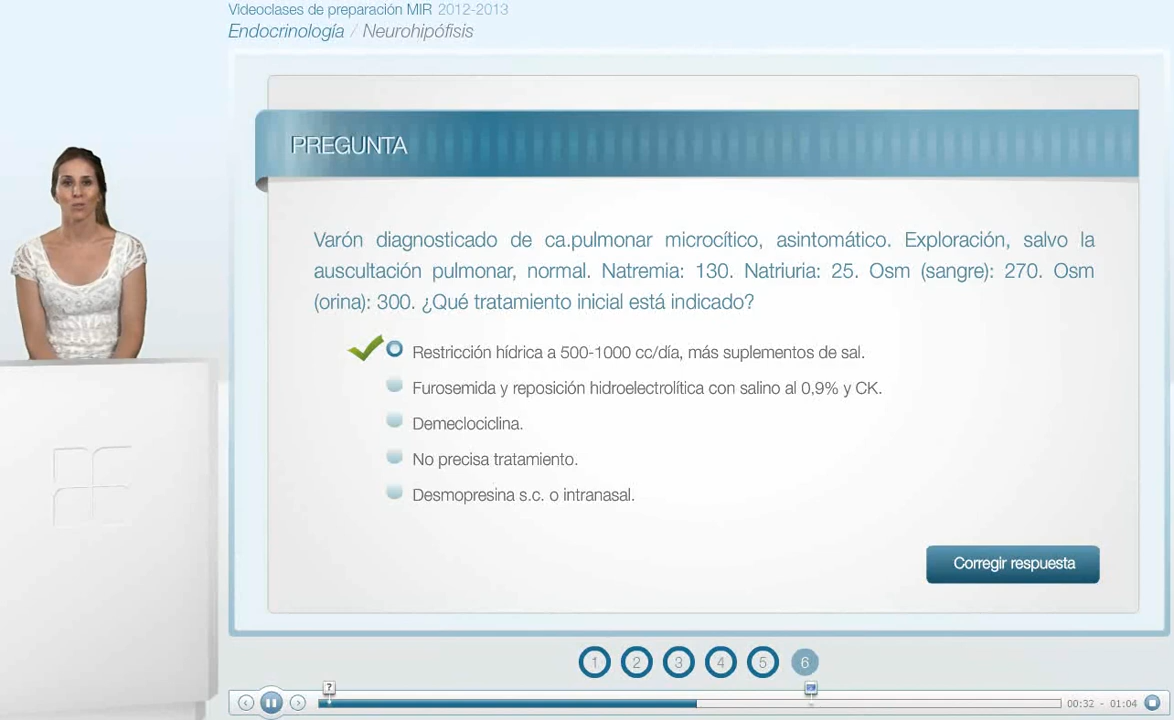 Videoclases de preparación MIR 2012-2013
Endocrinología / Neurohipófisis
PREGUNTA
Varón diagnosticado de ca.pulmonar microcítico, asintomático. Exploración, salvo la
auscultación pulmonar, normal. Natremia: 130. Natriuria: 25. Osm (sangre): 270. Osm
(orina): 300. ¿Qué tratamiento inicial está indicado?
Restricción hídrica a 500-1000 cc/día, más suplementos de sal.
Furosemida y reposición hidroelectrolítica con salino al 0,9% y CK.
Demeclociclina.
No precisa tratamiento.
Desmopresina s.c. o intranasal.
Corregir respuesta
1 2 3 4 5 6
?
00:32 - 01:04